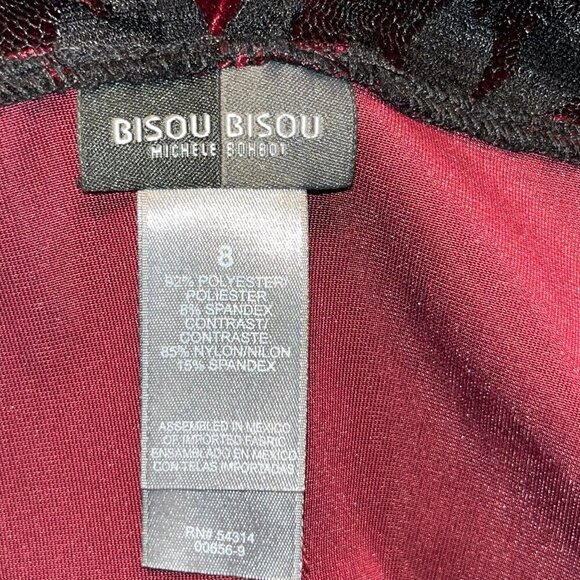 BISOU BISOU
MICHELE BOHBOT
8
92% POLYESTER/
POLIESTER
8% SPANDEX
CONTRAST/
CONTRASTE
85% NYLON/NILON
15% SPANDEX
ASSEMBLED IN MEXICO
OF IMPORTED FABRIC
ENSAMBLADO EN MEXICO
CON TELAS IMPORTADAS
RN# 54314
00656-9